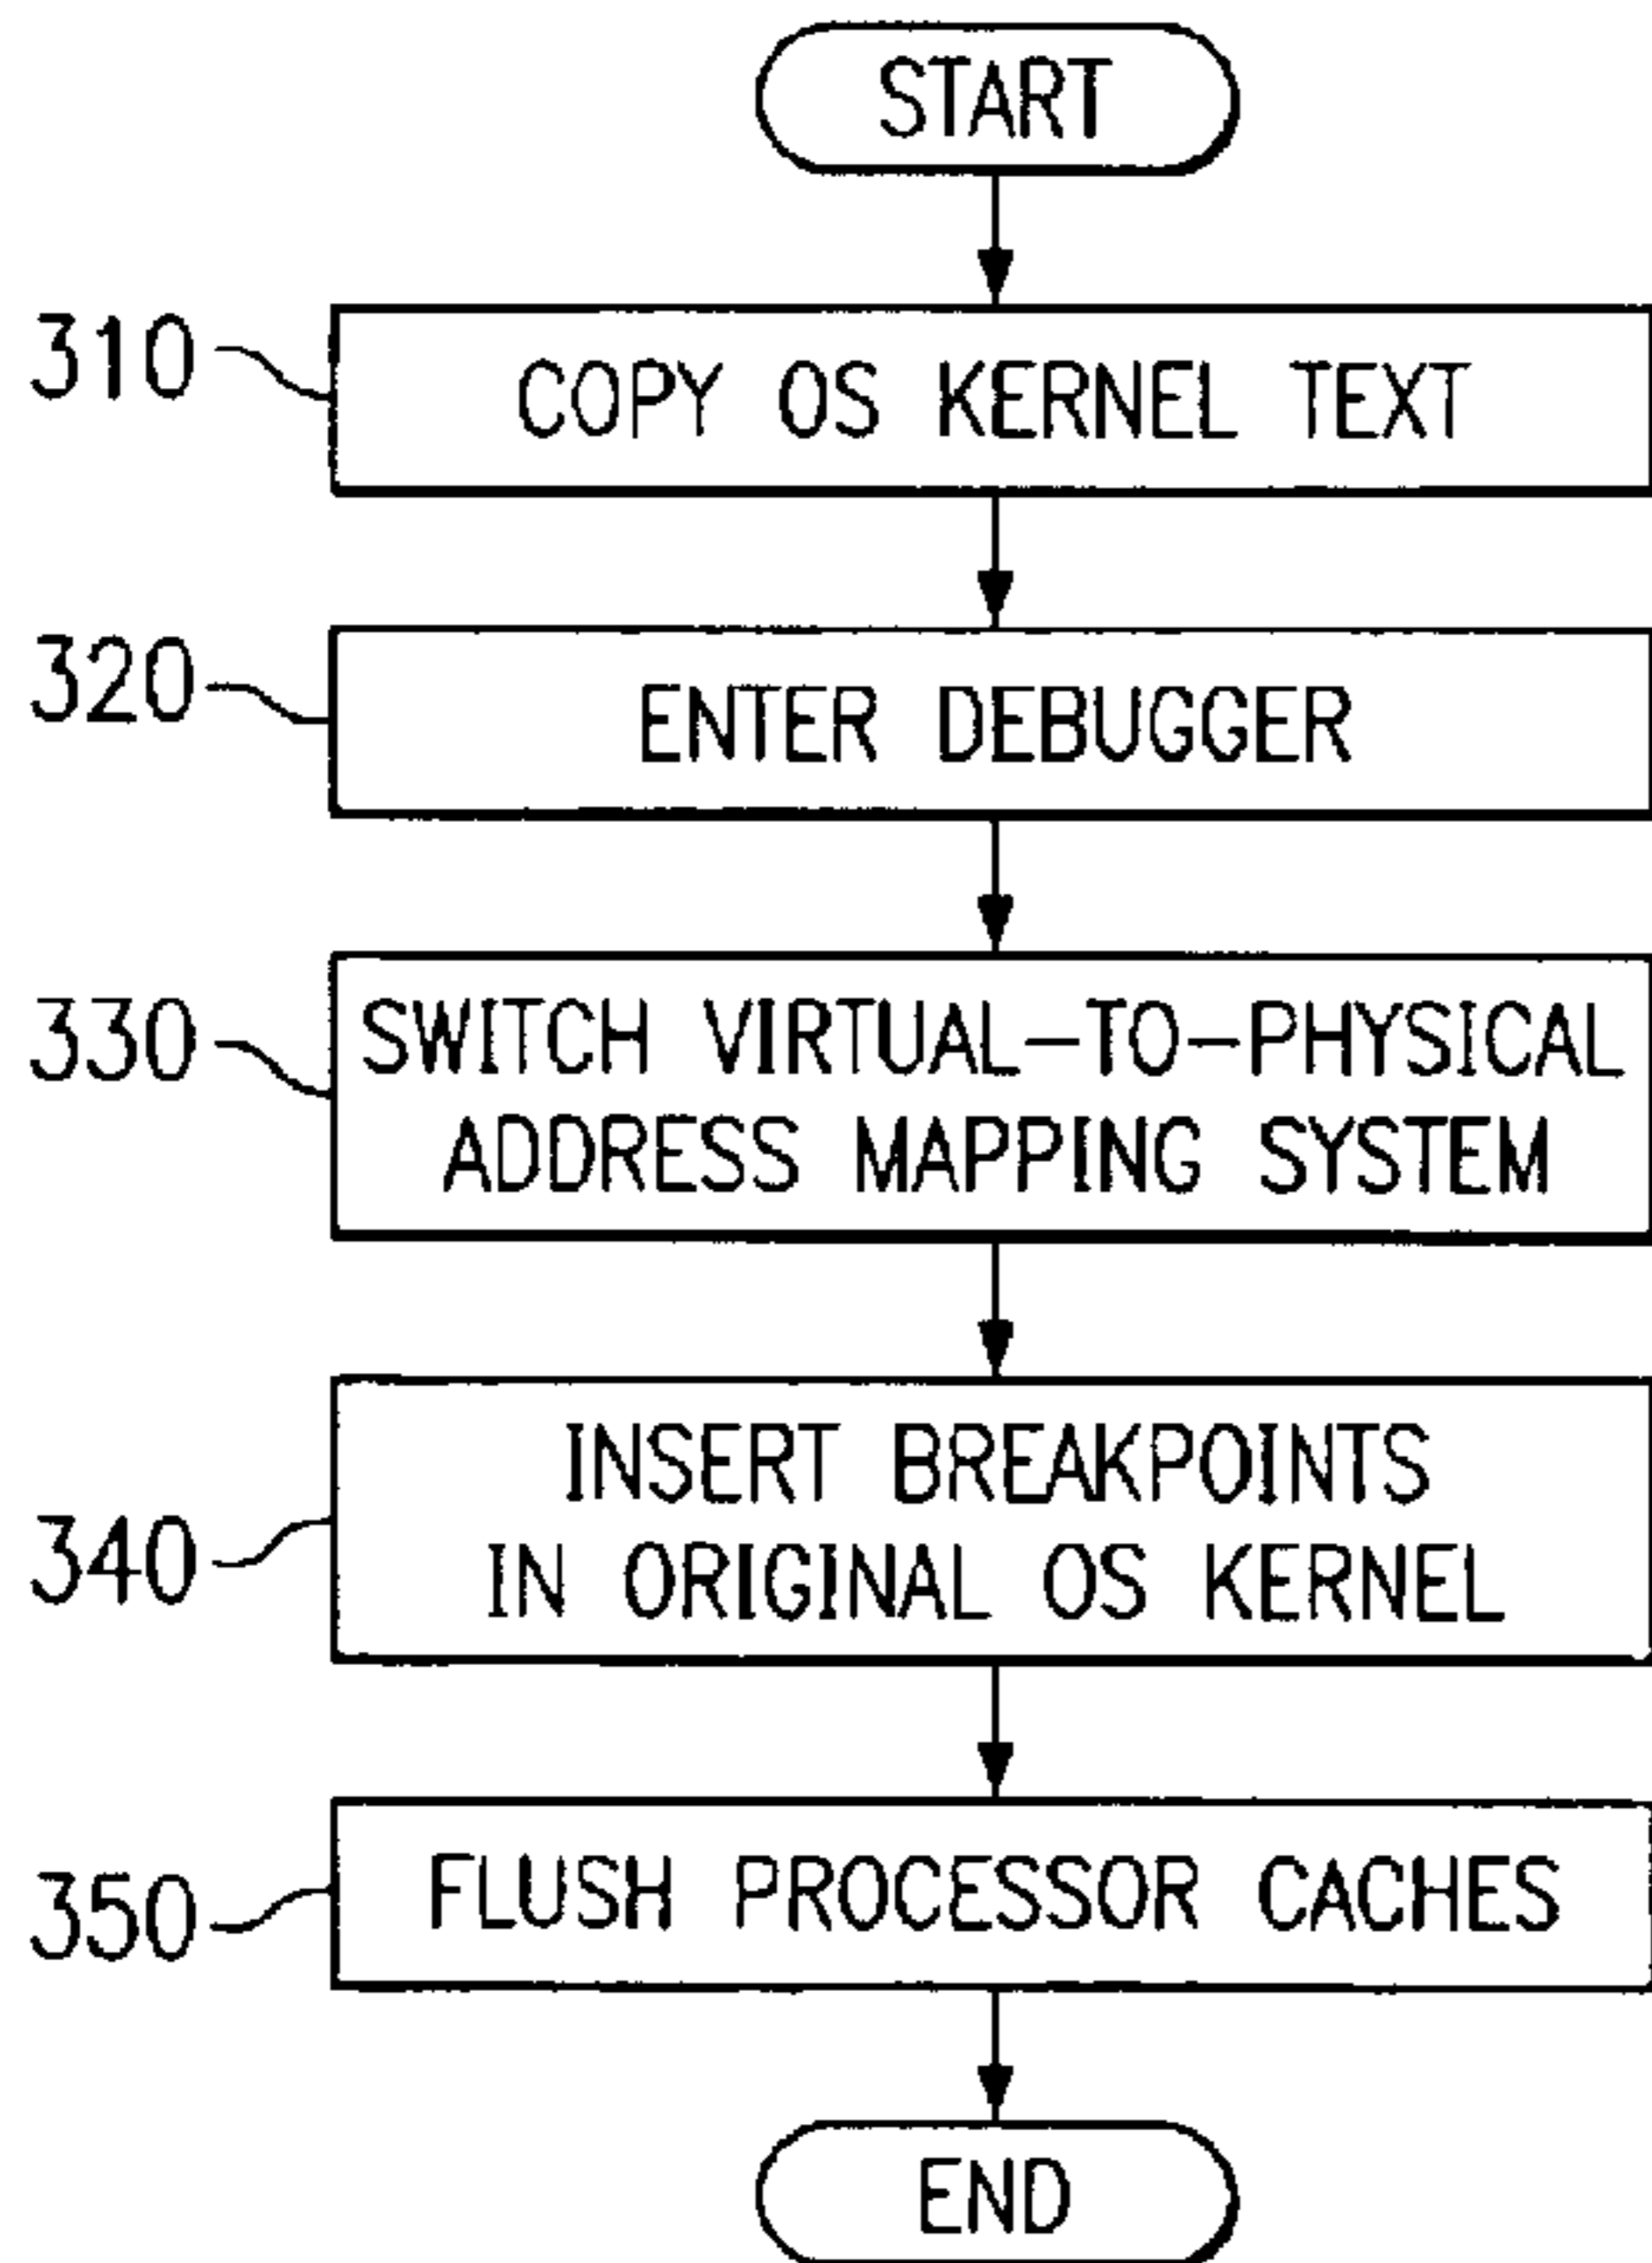 START
310
COPY OS KERNEL TEXT
320
ENTER DEBUGGER
330
SWITCH VIRTUAL-TO-PHYSICAL
ADDRESS MAPPING SYSTEM
340
INSERT BREAKPOINTS
IN ORIGINAL OS KERNEL
350
FLUSH PROCESSOR CACHES
END